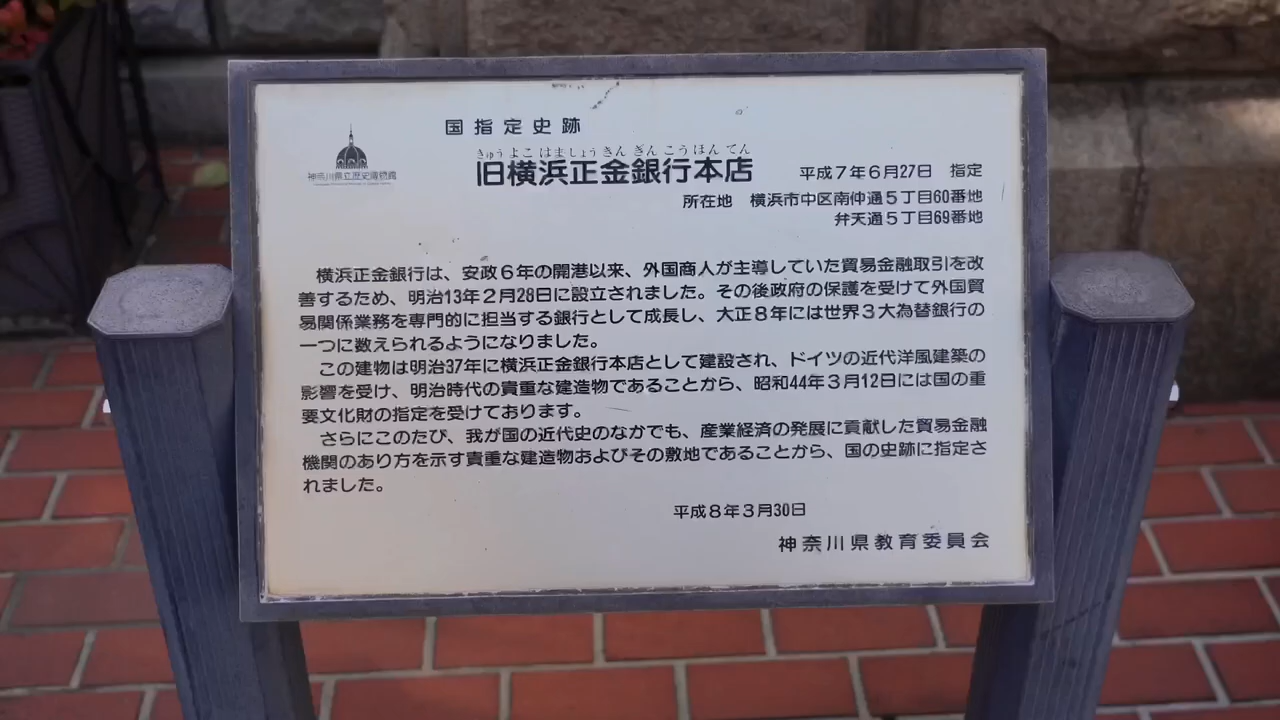 国指定史跡
きゅう よこ はま しょう きん ぎん こう ほん てん
旧横浜正金銀行本店
神奈川県立歴史博物館
平成7年6月27日 指定
所在地 横浜市中区南仲通5丁目60番地
弁天通5丁目69番地
横浜正金銀行は、安政6年の開港以来、外国商人が主導していた貿易金融取引を改
善するため、明治13年2月28日に設立されました。その後政府の保護を受けて外国貿
易関係業務を専門的に担当する銀行として成長し、大正8年には世界3大為替銀行の
一つに数えられるようになりました。
この建物は明治37年に横浜正金銀行本店として建設され、ドイツの近代洋風建築の
影響を受け、明治時代の貴重な建造物であることから、昭和44年3月12日には国の重
要文化財の指定を受けております。
さらにこのたび、我が国の近代史のなかでも、産業経済の発展に貢献した貿易金融
機関のあり方を示す貴重な建造物およびその敷地であることから、国の史跡に指定さ
れました。
平成8年3月30日
神奈川県教育委員会